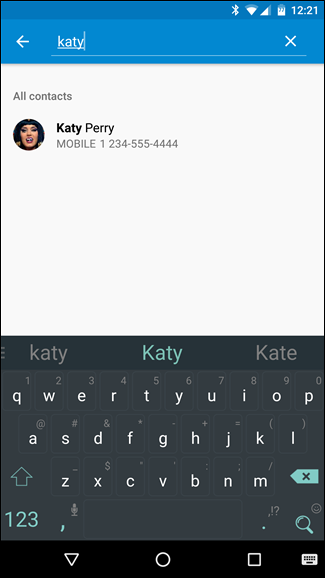 12:21
katy
All contacts
Katy Perry
MOBILE 1 234-555-4444
katy Katy Kate
1 2 3 4 5 6 7 8 9 0
q w e r t y u i o p
@ # & * - + = ( )
a s d f g h j k l
_ $ " ' : ; /
z x c v b n m
123 , . ,!?